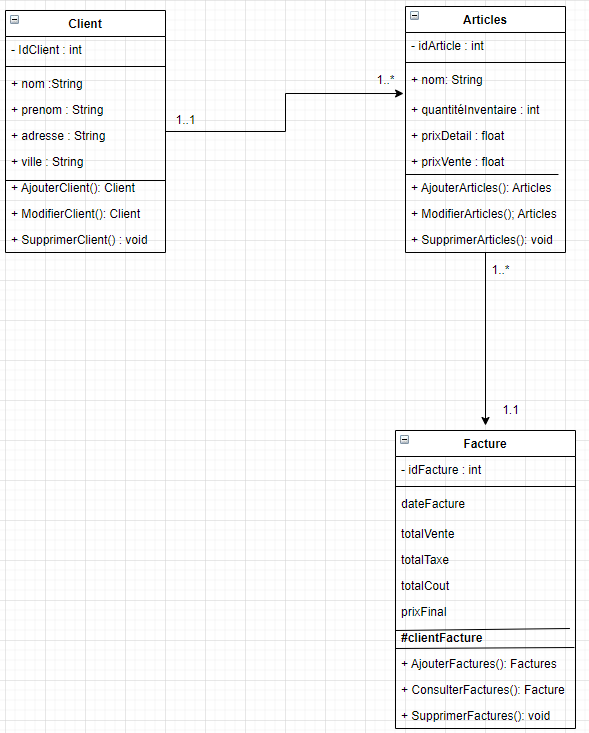 Client
- IdClient : int
+ nom :String
+ prenom : String
+ adresse : String
+ ville : String
+ AjouterClient(): Client
+ ModifierClient(): Client
+ SupprimerClient() : void
1..1
1..*
Articles
- idArticle : int
+ nom: String
+ quantitéInventaire : int
+ prixDetail : float
+ prixVente : float
+ AjouterArticles(): Articles
+ ModifierArticles(); Articles
+ SupprimerArticles(): void
1..*
1.1
Facture
- idFacture : int
dateFacture
totalVente
totalTaxe
totalCout
prixFinal
#clientFacture
+ AjouterFactures(): Factures
+ ConsulterFactures(): Facture
+ SupprimerFactures(): void